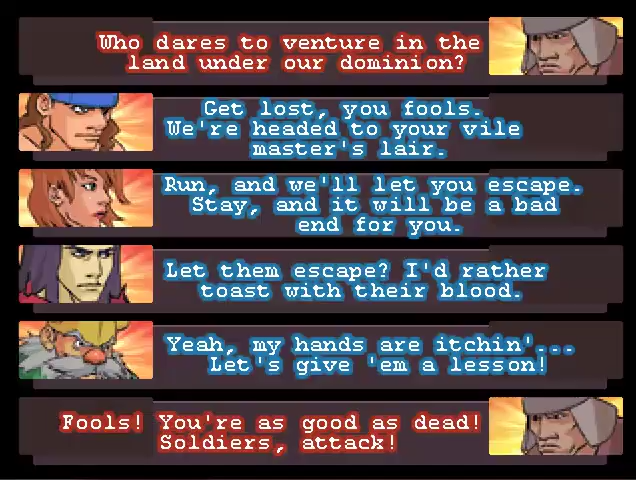 Who dares to venture in the
land under our dominion?
Get lost, you fools.
We're headed to your vile
master's lair.
Run, and we'll let you escape.
Stay, and it will be a bad
end for you.
Let them escape? I'd rather
toast with their blood.
Yeah, my hands are itchin'...
Let's give 'em a lesson!
Fools! You're as good as dead!
Soldiers, attack!